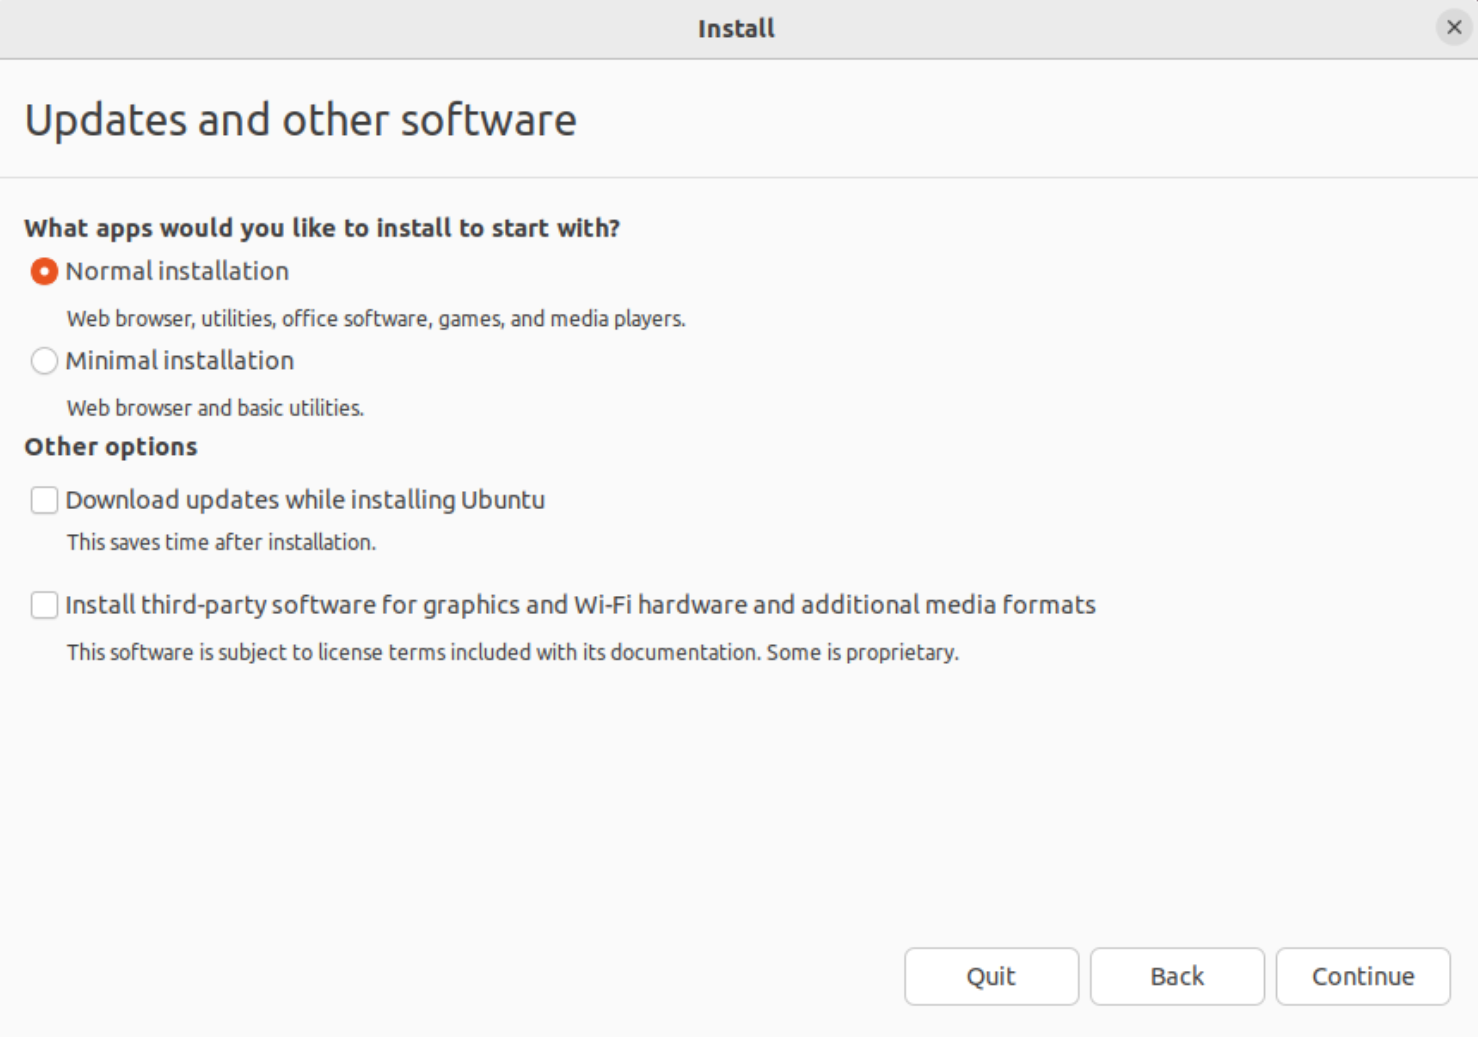 Install
Updates and other software
What apps would you like to install to start with?
Normal installation
Web browser, utilities, office software, games, and media players.
Minimal installation
Web browser and basic utilities.
Other options
Download updates while installing Ubuntu
This saves time after installation.
Install third-party software for graphics and Wi-Fi hardware and additional media formats
This software is subject to license terms included with its documentation. Some is proprietary.
Quit
Back
Continue